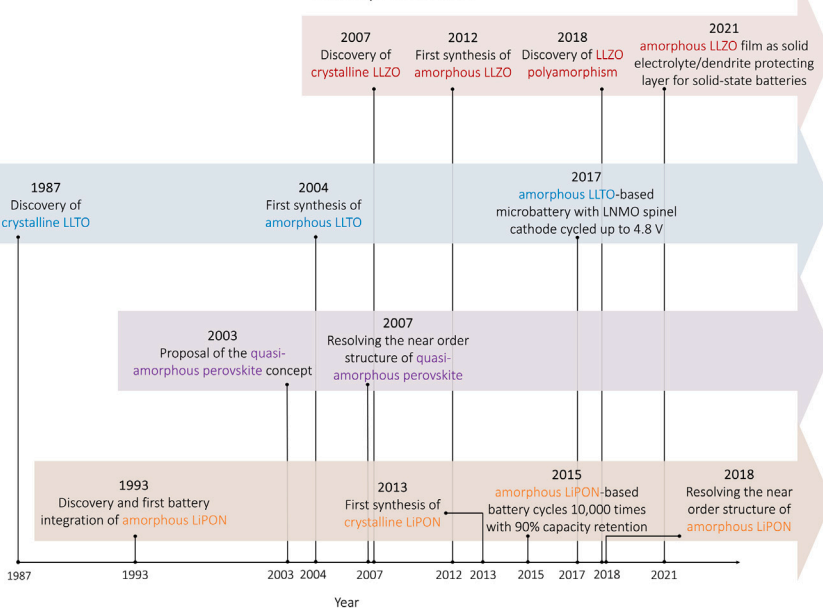 2007
Discovery of
crystalline LLZO
2012
First synthesis of
amorphous LLZO
2018
Discovery of LLZO
polyamorphism
2021
amorphous LLZO film as solid
electrolyte/dendrite protecting
layer for solid-state batteries
1987
Discovery of
crystalline LLTO
2004
First synthesis of
amorphous LLTO
2017
amorphous LLTO-based
microbattery with LNMO spinel
cathode cycled up to 4.8 V
2003
Proposal of the quasi-
amorphous perovskite concept
2007
Resolving the near order
structure of quasi-
amorphous perovskite
1993
Discovery and first battery
integration of amorphous LiPON
2013
First synthesis of
crystalline LiPON
2015
amorphous LiPON-based
battery cycles 10,000 times
with 90% capacity retention
2018
Resolving the near
order structure of
amorphous LiPON
1987 1993 2003 2004 2007 2012 2013 2015 2017 2018 2021
Year